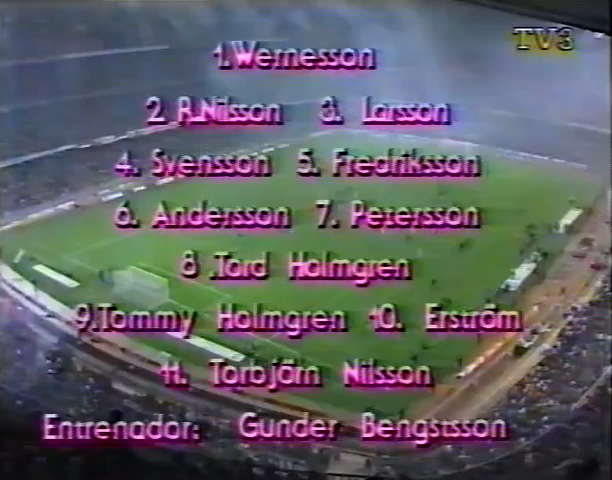 TV3
1.Wernesson
2. R.Nilsson 3. Larsson
4. Svensson 5. Fredriksson
6. Andersson 7. Petersson
8 .Tord Holmgren
9.Tommy Holmgren 10. Erström
11. Torbjörn Nilsson
Entrenador: Gunder Bengstsson